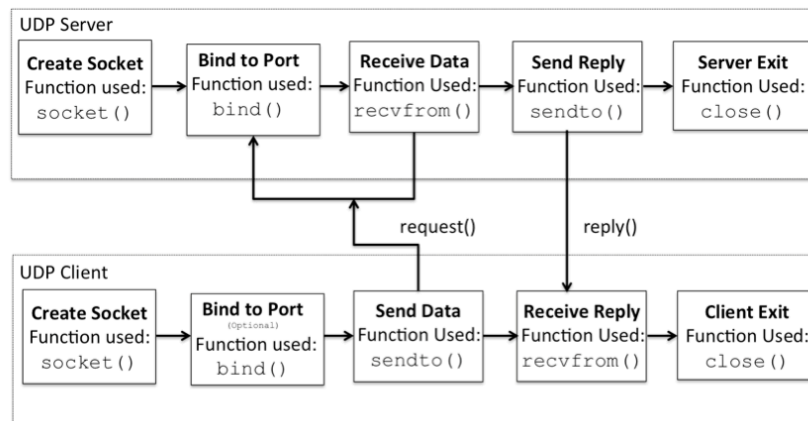 UDP Server
Create Socket
Function used:
socket()
Bind to Port
Function used:
bind()
Receive Data
Function Used:
recvfrom()
Send Reply
Function Used:
sendto()
Server Exit
Function Used:
close()
request()
reply()
UDP Client
Create Socket
Function used:
socket()
Bind to Port
(Optional)
Function used:
bind()
Send Data
Function Used:
sendto()
Receive Reply
Function Used:
recvfrom()
Client Exit
Function Used:
close()